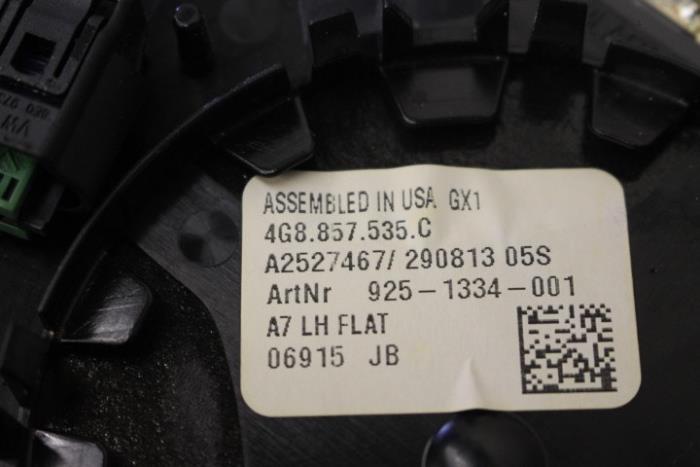 ASSEMBLED IN USA GX1
4G8.857.535.C
A2527467/ 290813 05S
ArtNr 925-1334-001
A7 LH FLAT
06915 JB